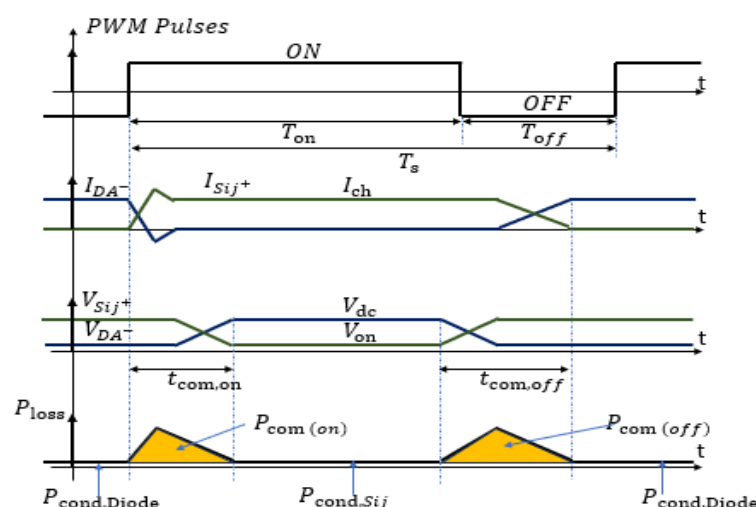 PWM Pulses
ON
t
OFF
T_on
T_off
T_s
I_DA⁻
I_Sij⁺
I_ch
t
V_Sij⁺
V_dc
V_DA⁻
V_on
t
t_com,on
t_com,off
P_loss
P_com (on)
P_com (off)
t
P_cond,Diode
P_cond,Sij
P_cond,Diode